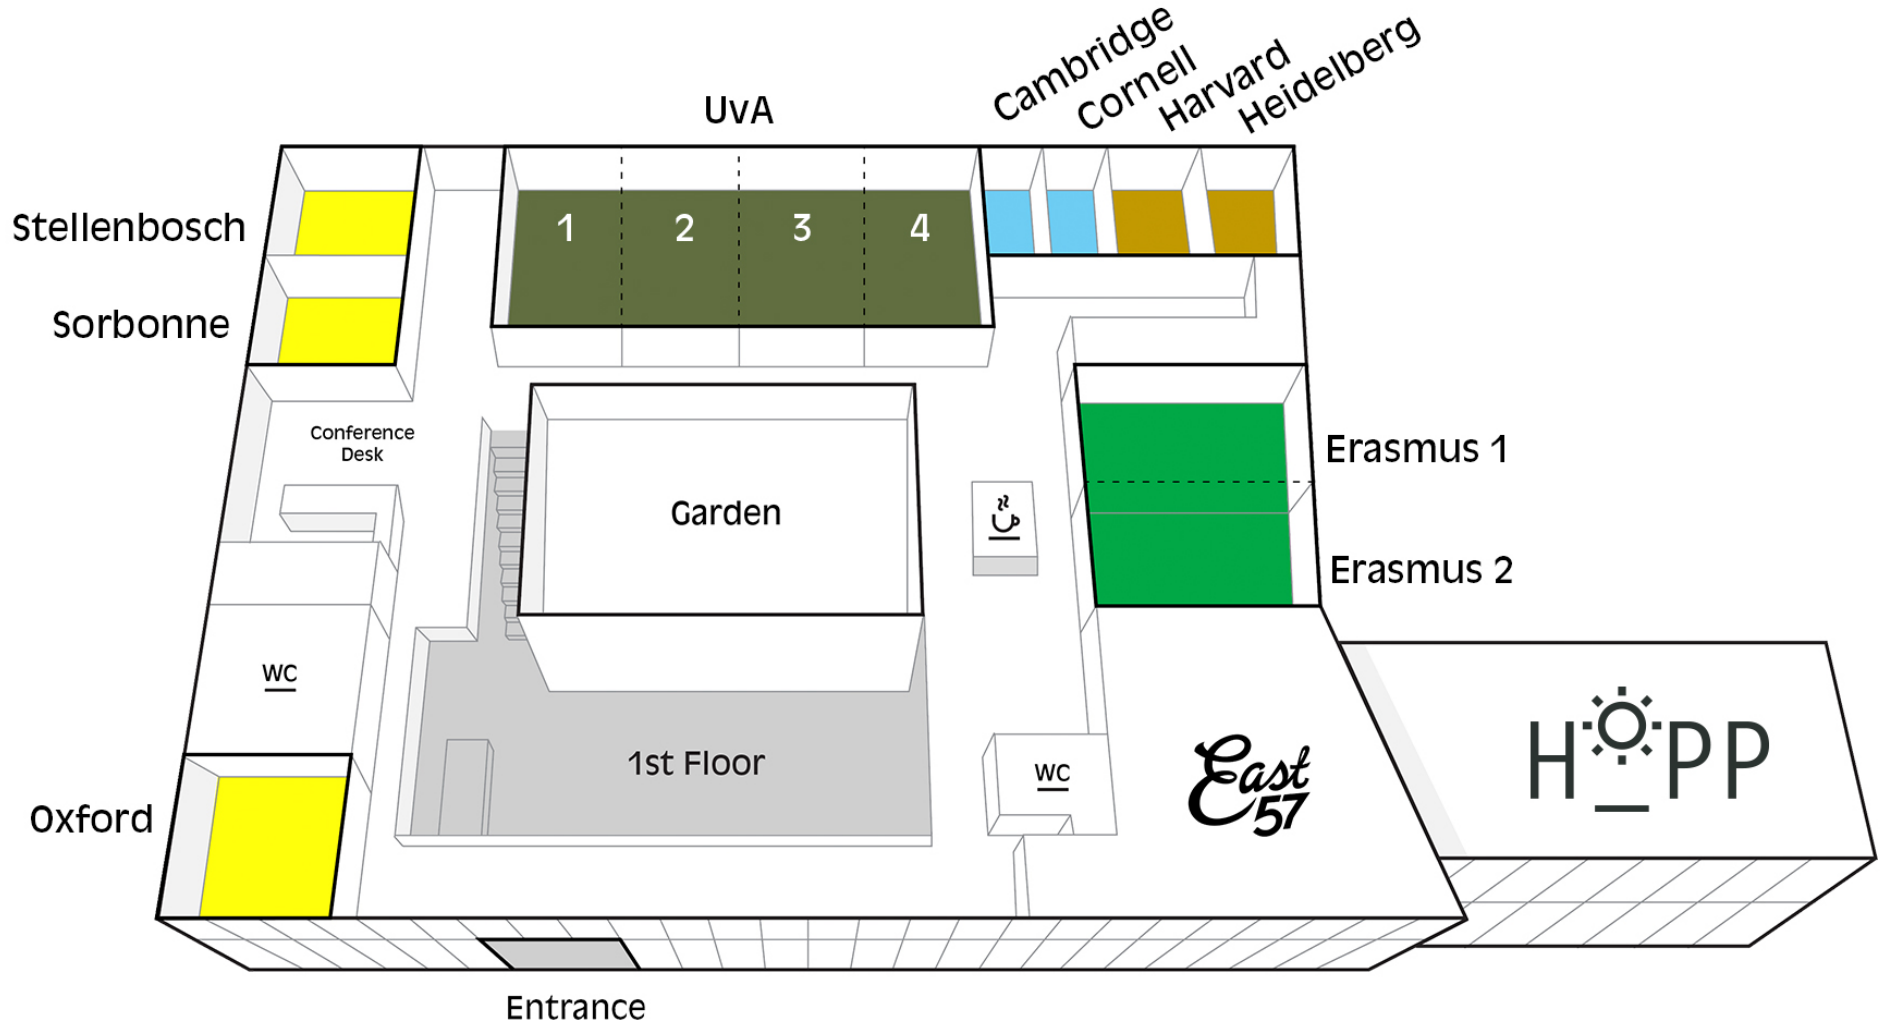 Cambridge
Cornell
Harvard
Heidelberg
UvA
Stellenbosch
1 2 3 4
Sorbonne
Conference
Desk
Erasmus 1
Garden
Erasmus 2
WC
1st Floor
WC
East
57
HOPP
Oxford
Entrance